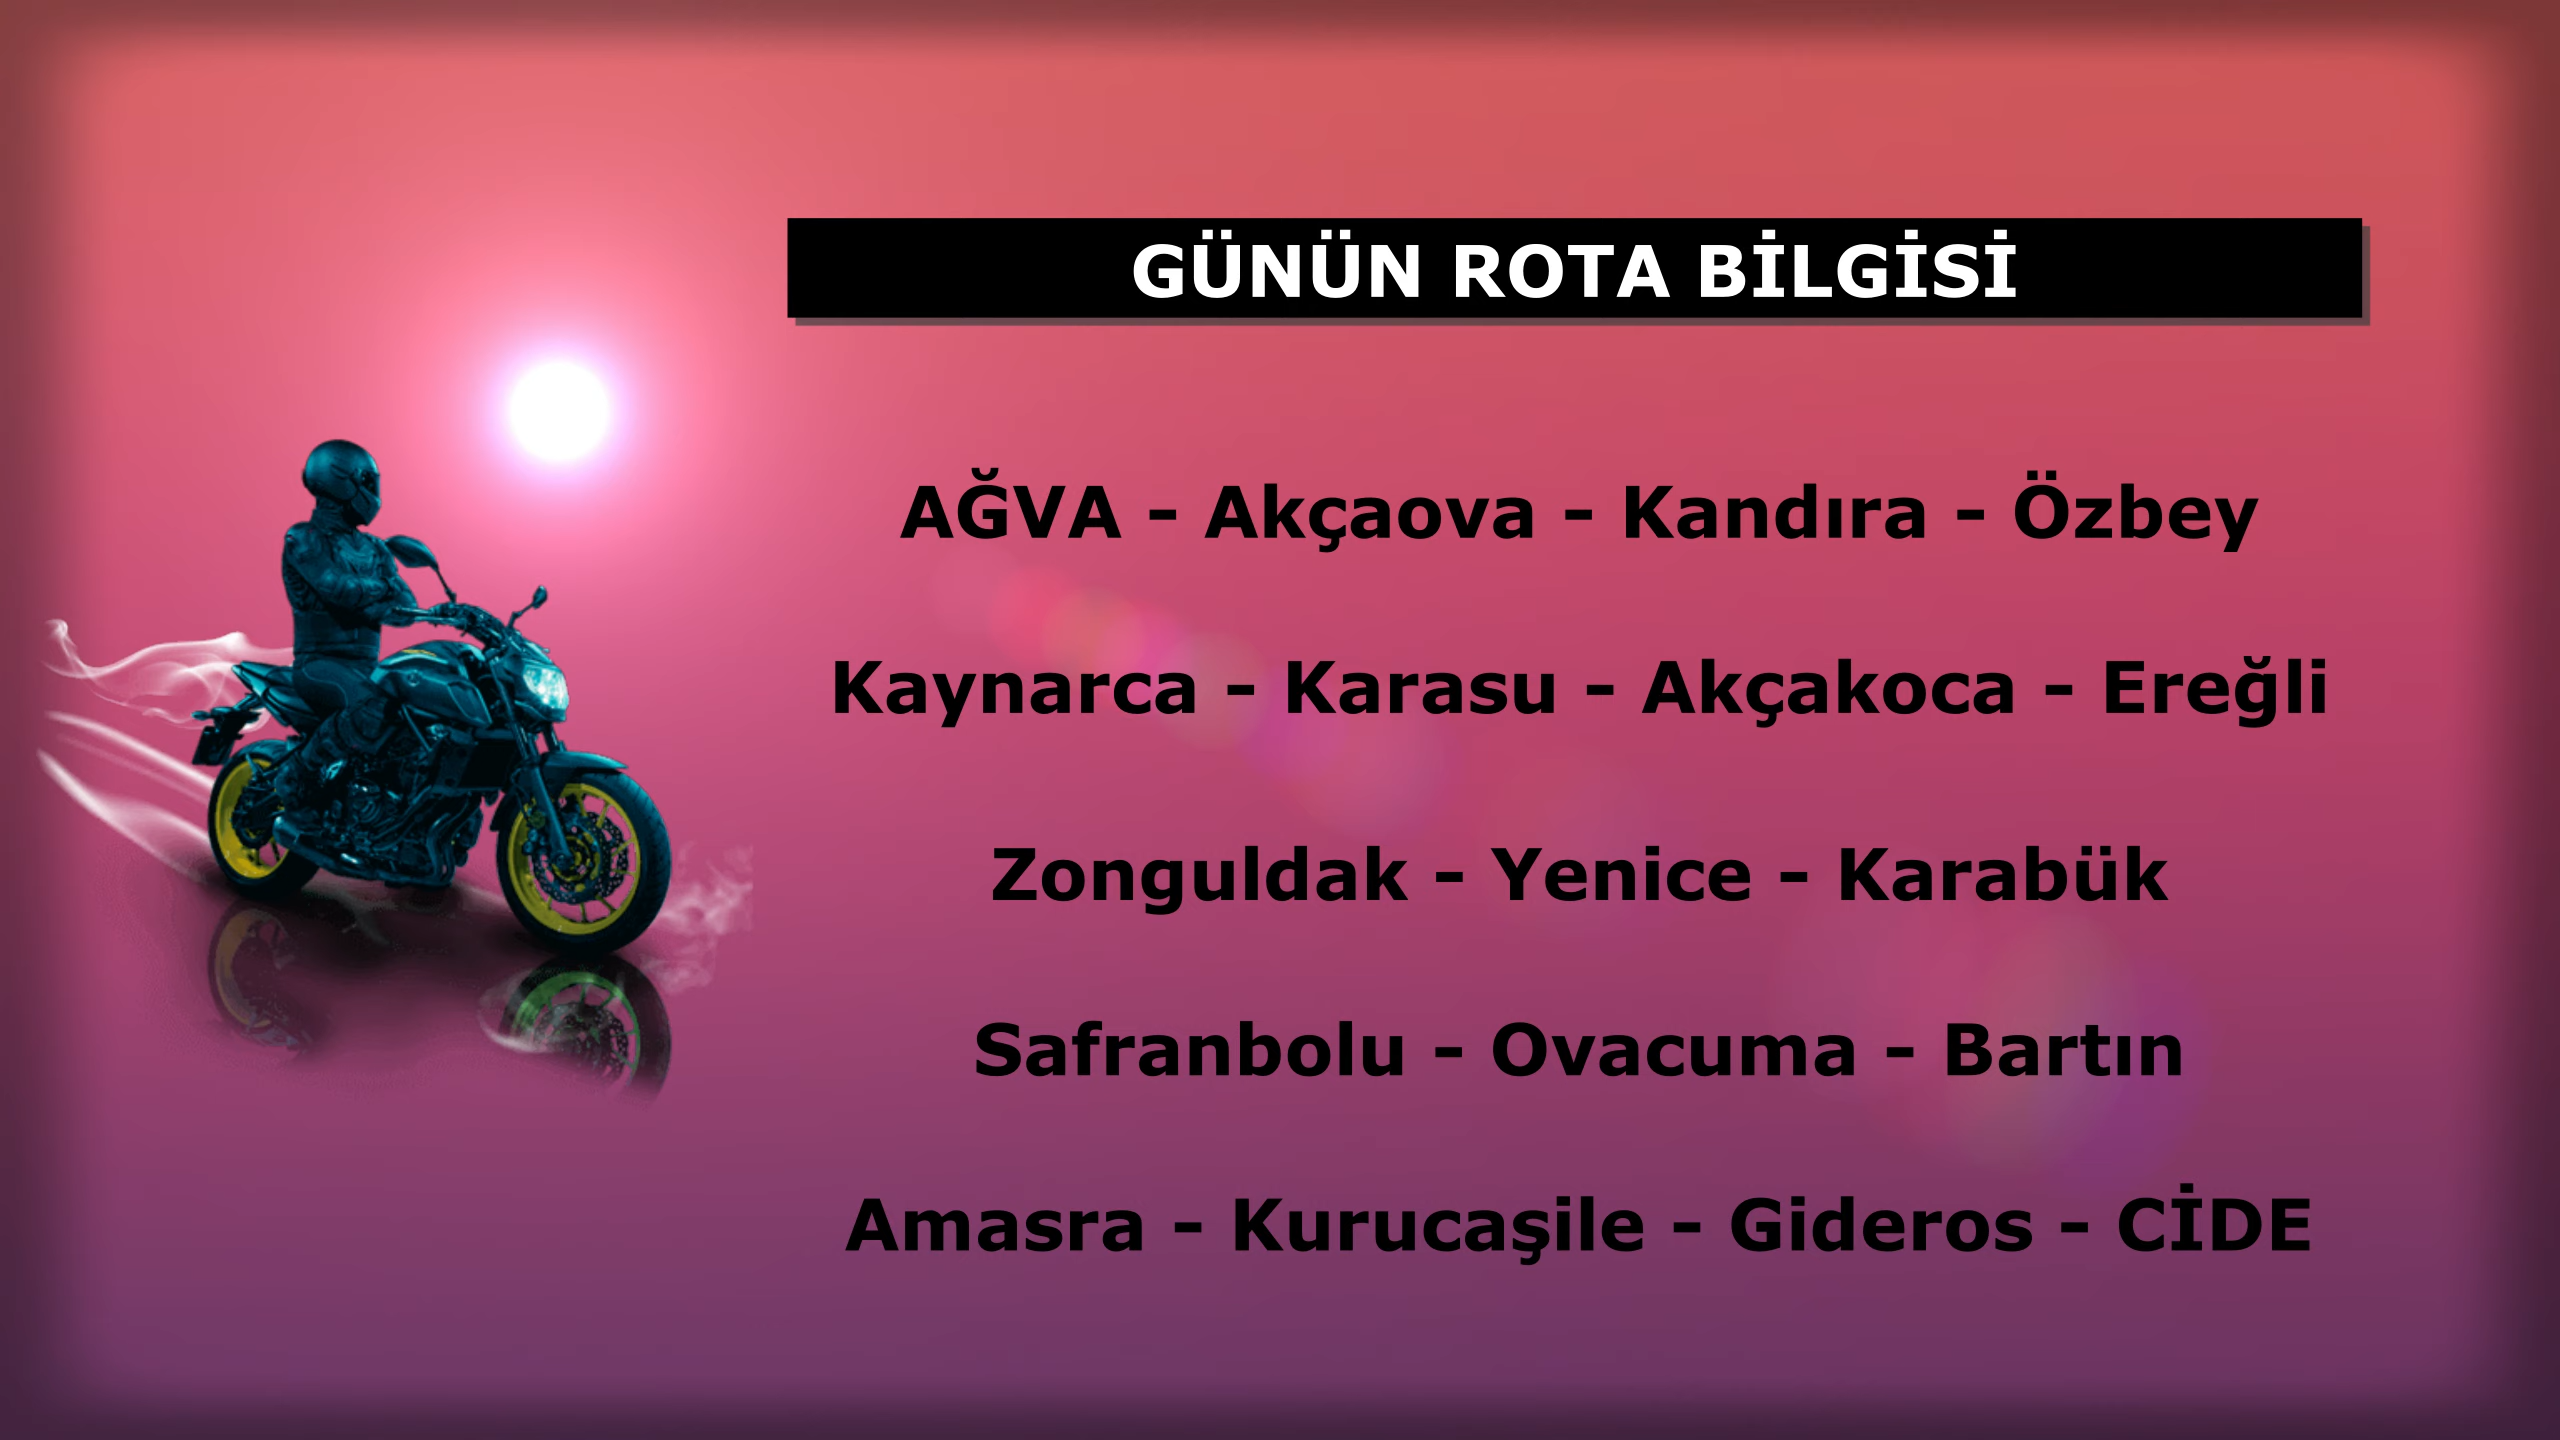 GÜNÜN ROTA BİLGİSİ
AĞVA - Akçaova - Kandıra - Özbey
Kaynarca - Karasu - Akçakoca - Ereğli
Zonguldak - Yenice - Karabük
Safranbolu - Ovacuma - Bartın
Amasra - Kurucaşile - Gideros - CİDE